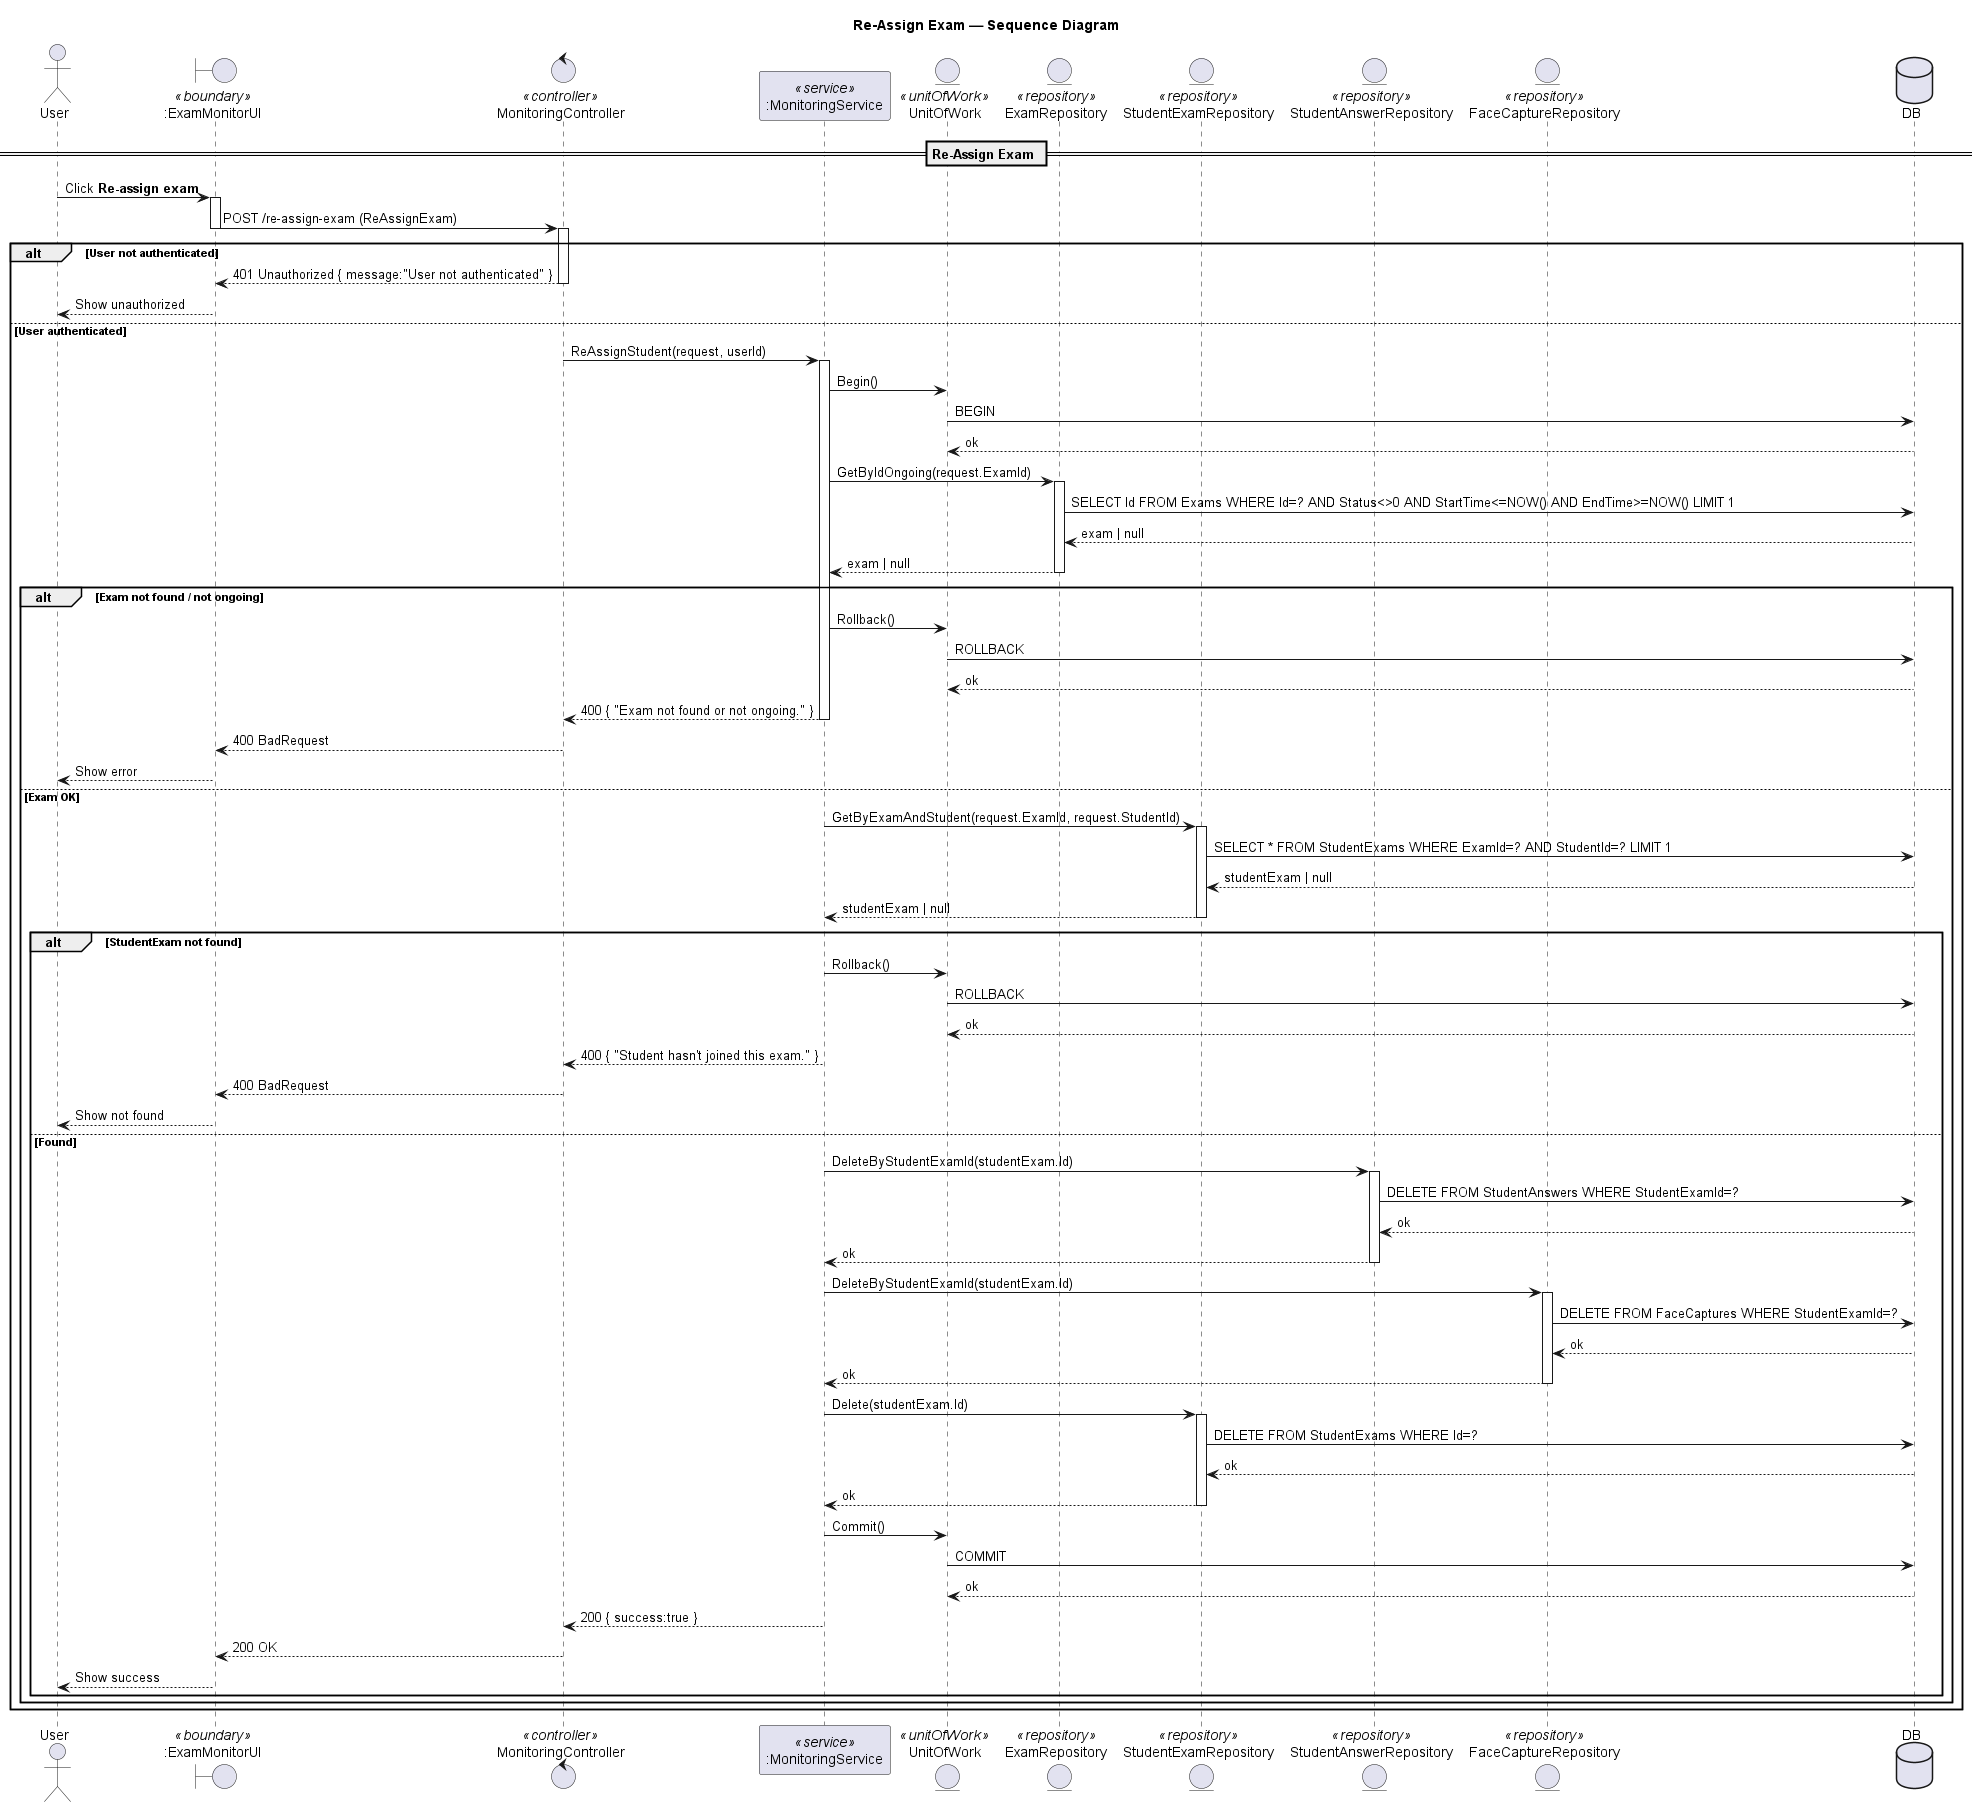 Re-Assign Exam — Sequence Diagram
User
«boundary»
:ExamMonitorUI
«controller»
MonitoringController
«service»
:MonitoringService
«unitOfWork»
UnitOfWork
«repository»
ExamRepository
«repository»
StudentExamRepository
«repository»
StudentAnswerRepository
«repository»
FaceCaptureRepository
DB
Re-Assign Exam
Click Re-assign exam
POST /re-assign-exam (ReAssignExam)
alt [User not authenticated]
401 Unauthorized { message:"User not authenticated" }
Show unauthorized
[User authenticated]
ReAssignStudent(request, userId)
Begin()
BEGIN
ok
GetByIdOngoing(request.ExamId)
SELECT Id FROM Exams WHERE Id=? AND Status<>0 AND StartTime<=NOW() AND EndTime>=NOW() LIMIT 1
exam | null
exam | null
alt [Exam not found / not ongoing]
Rollback()
ROLLBACK
ok
400 { "Exam not found or not ongoing." }
400 BadRequest
Show error
[Exam OK]
GetByExamAndStudent(request.ExamId, request.StudentId)
SELECT * FROM StudentExams WHERE ExamId=? AND StudentId=? LIMIT 1
studentExam | null
studentExam | null
alt [StudentExam not found]
Rollback()
ROLLBACK
ok
400 { "Student hasn't joined this exam." }
400 BadRequest
Show not found
[Found]
DeleteByStudentExamId(studentExam.Id)
DELETE FROM StudentAnswers WHERE StudentExamId=?
ok
ok
DeleteByStudentExamId(studentExam.Id)
DELETE FROM FaceCaptures WHERE StudentExamId=?
ok
ok
Delete(studentExam.Id)
DELETE FROM StudentExams WHERE Id=?
ok
ok
Commit()
COMMIT
ok
200 { success:true }
200 OK
Show success
User
«boundary»
:ExamMonitorUI
«controller»
MonitoringController
«service»
:MonitoringService
«unitOfWork»
UnitOfWork
«repository»
ExamRepository
«repository»
StudentExamRepository
«repository»
StudentAnswerRepository
«repository»
FaceCaptureRepository
DB